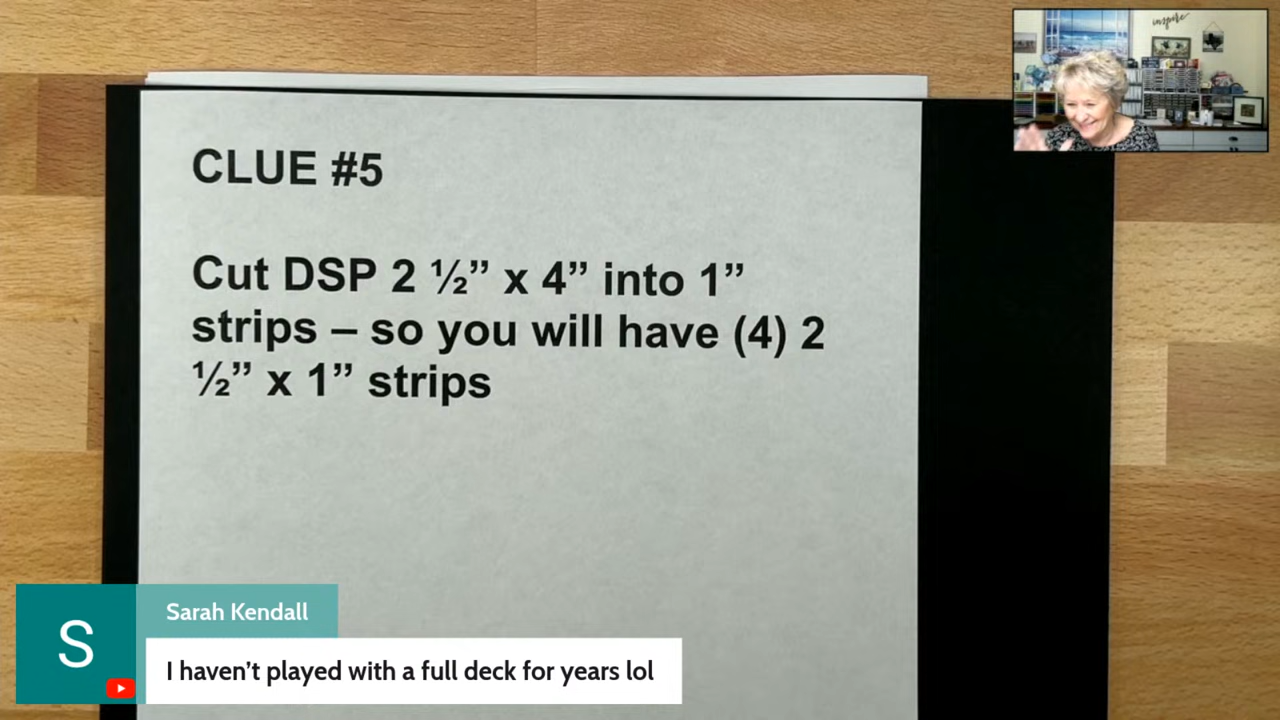 inspire
CLUE #5
Cut DSP 2 ½” x 4” into 1”
strips – so you will have (4) 2
½” x 1” strips
S
Sarah Kendall
I haven’t played with a full deck for years lol